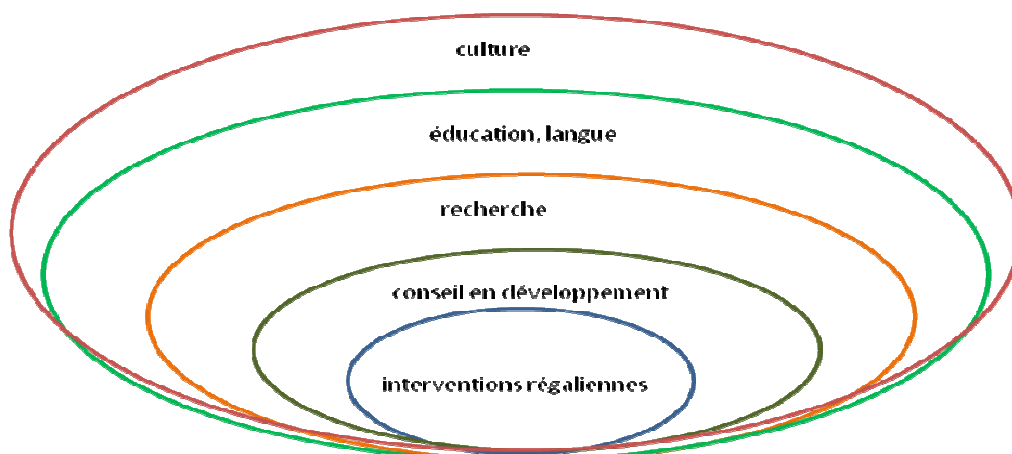 culture
éducation, langue
recherche
conseil en développement
interventions régaliennes